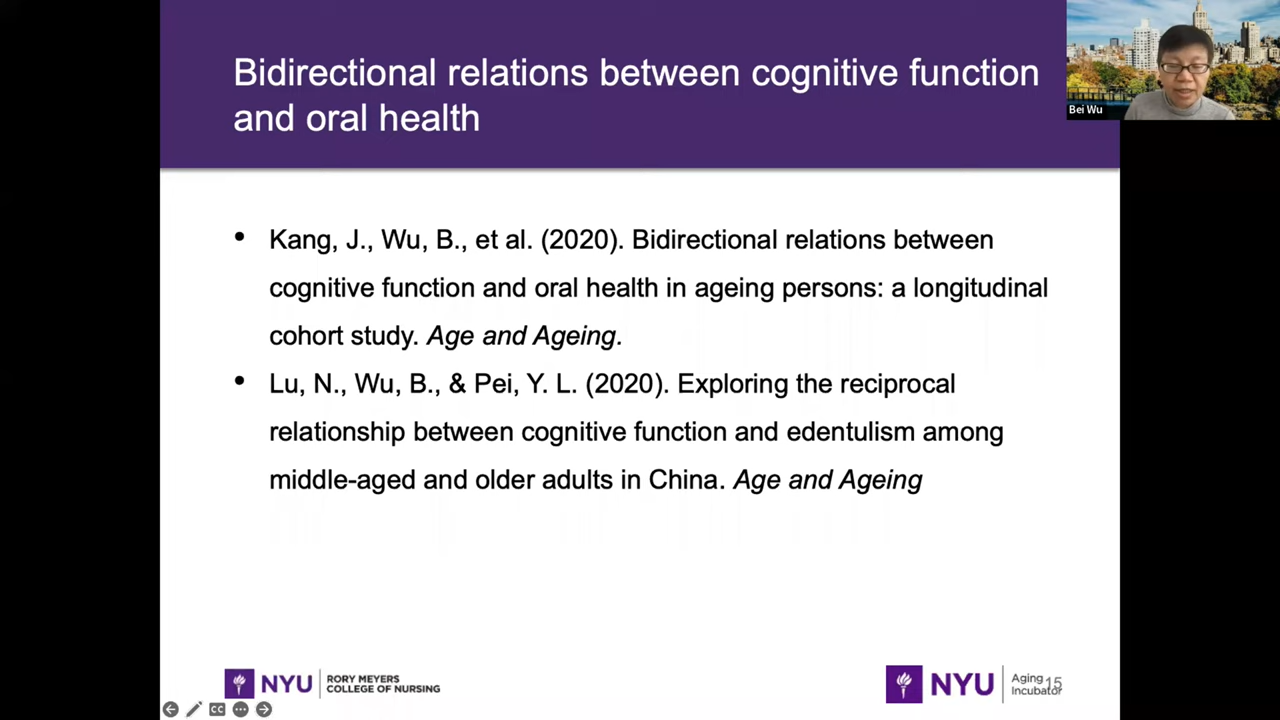 Bidirectional relations between cognitive function
and oral health
Bei Wu
• Kang, J., Wu, B., et al. (2020). Bidirectional relations between
cognitive function and oral health in ageing persons: a longitudinal
cohort study. Age and Ageing.
• Lu, N., Wu, B., & Pei, Y. L. (2020). Exploring the reciprocal
relationship between cognitive function and edentulism among
middle-aged and older adults in China. Age and Ageing
NYU
RORY MEYERS
COLLEGE OF NURSING
NYU
Aging
Incubator
15
CC